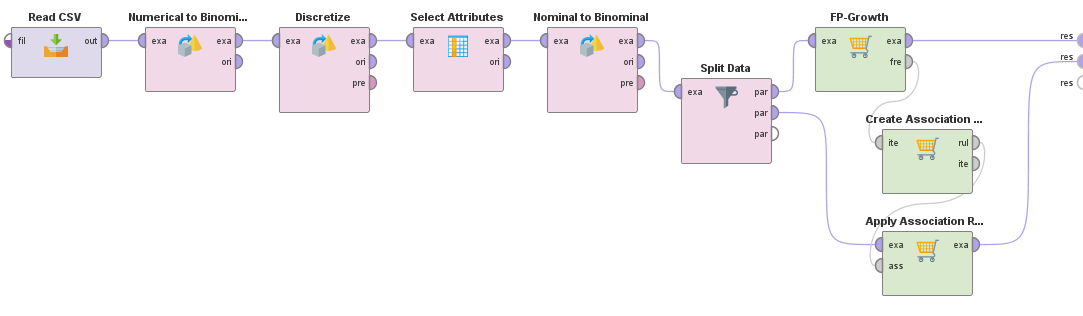 Read CSV
fil out
Numerical to Binomi...
exa exa
ori
Discretize
exa exa
ori
pre
Select Attributes
exa exa
ori
Nominal to Binominal
exa exa
ori
pre
Split Data
exa par
par
par
FP-Growth
exa exa
fre
Create Association ...
ite rul
ite
Apply Association R...
exa exa
ass
res
res
res